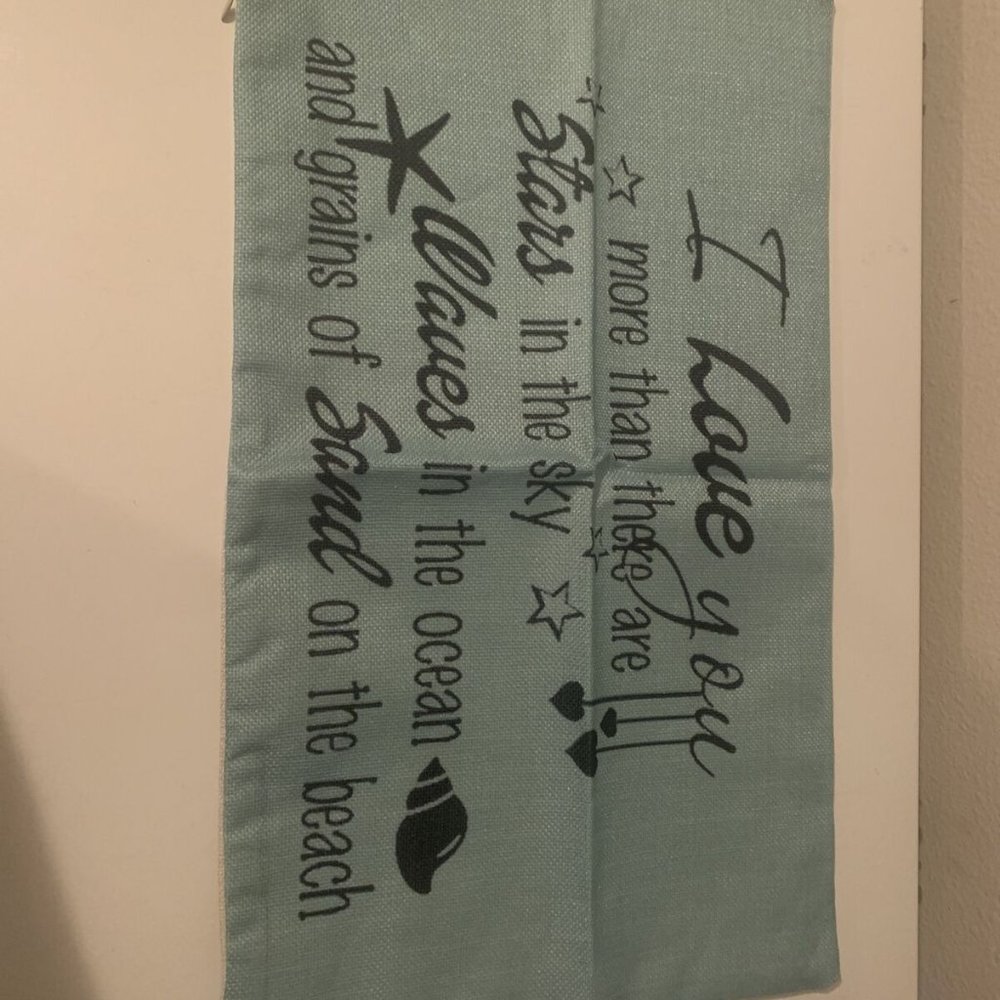 I Love you
more than there are
Stars in the sky
Waves in the ocean
and grains of Sand on the beach